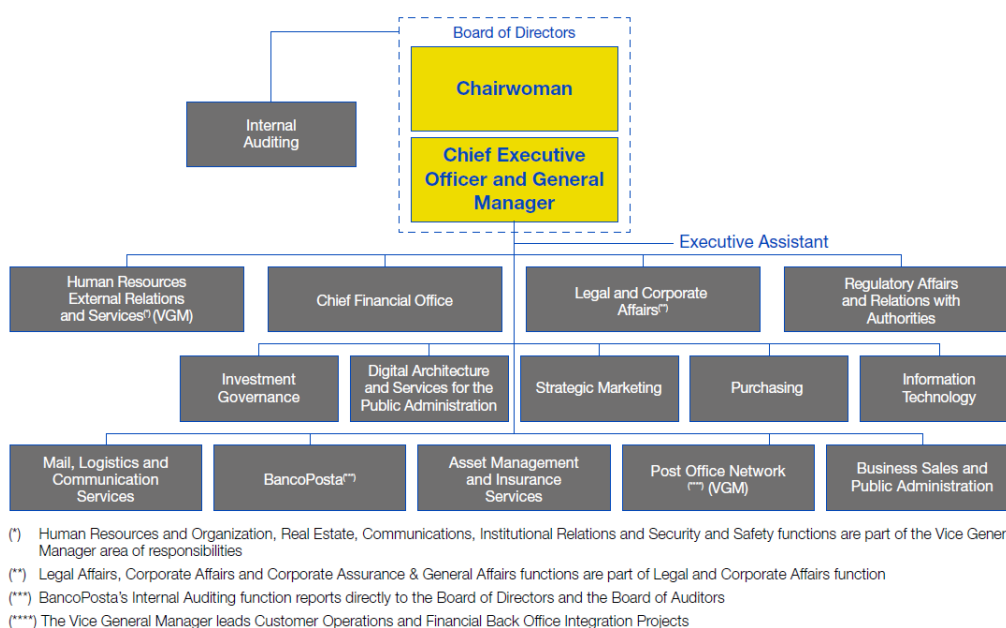 Board of Directors
Chairwoman
Internal
Auditing
Chief Executive
Officer and General
Manager
Executive Assistant
Human Resources
External Relations
and Services(*) (VGM)
Chief Financial Office
Legal and Corporate
Affairs(**)
Regulatory Affairs
and Relations with
Authorities
Investment
Governance
Digital Architecture
and Services for the
Public Administration
Strategic Marketing
Purchasing
Information
Technology
Mail, Logistics and
Communication
Services
BancoPosta(***)
Asset Management
and Insurance
Services
Post Office Network
(****) (VGM)
Business Sales and
Public Administration
(*) Human Resources and Organization, Real Estate, Communications, Institutional Relations and Security and Safety functions are part of the Vice Gener
Manager area of responsibilities
(**) Legal Affairs, Corporate Affairs and Corporate Assurance & General Affairs functions are part of Legal and Corporate Affairs function
(***) BancoPosta's Internal Auditing function reports directly to the Board of Directors and the Board of Auditors
(****) The Vice General Manager leads Customer Operations and Financial Back Office Integration Projects